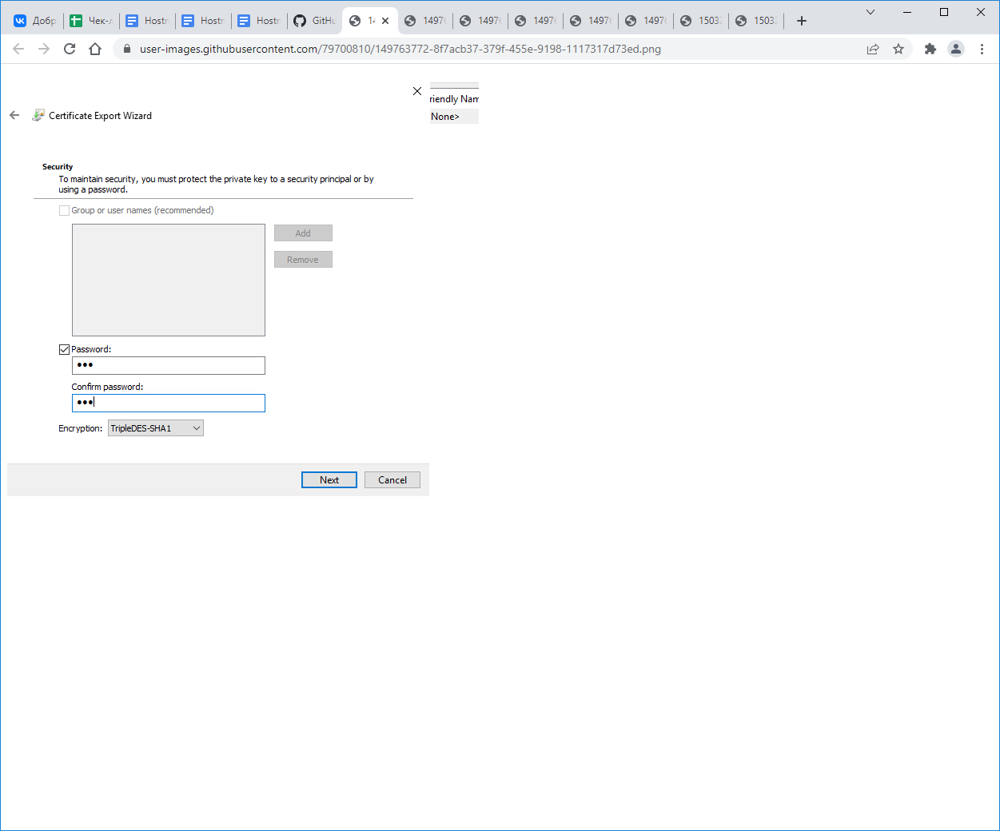 Добр
Чек-л
Hostr
Hostr
Hostr
GitHu
14
1497
1497
1497
1497
1497
1503
1503
user-images.githubusercontent.com/79700810/149763772-8f7acb37-379f-455e-9198-1117317d73ed.png
riendly Nam
None>
Certificate Export Wizard
Security
To maintain security, you must protect the private key to a security principal or by
using a password.
Group or user names (recommended)
Add
Remove
Password:
•••
Confirm password:
•••
Encryption: TripleDES-SHA1
Next Cancel